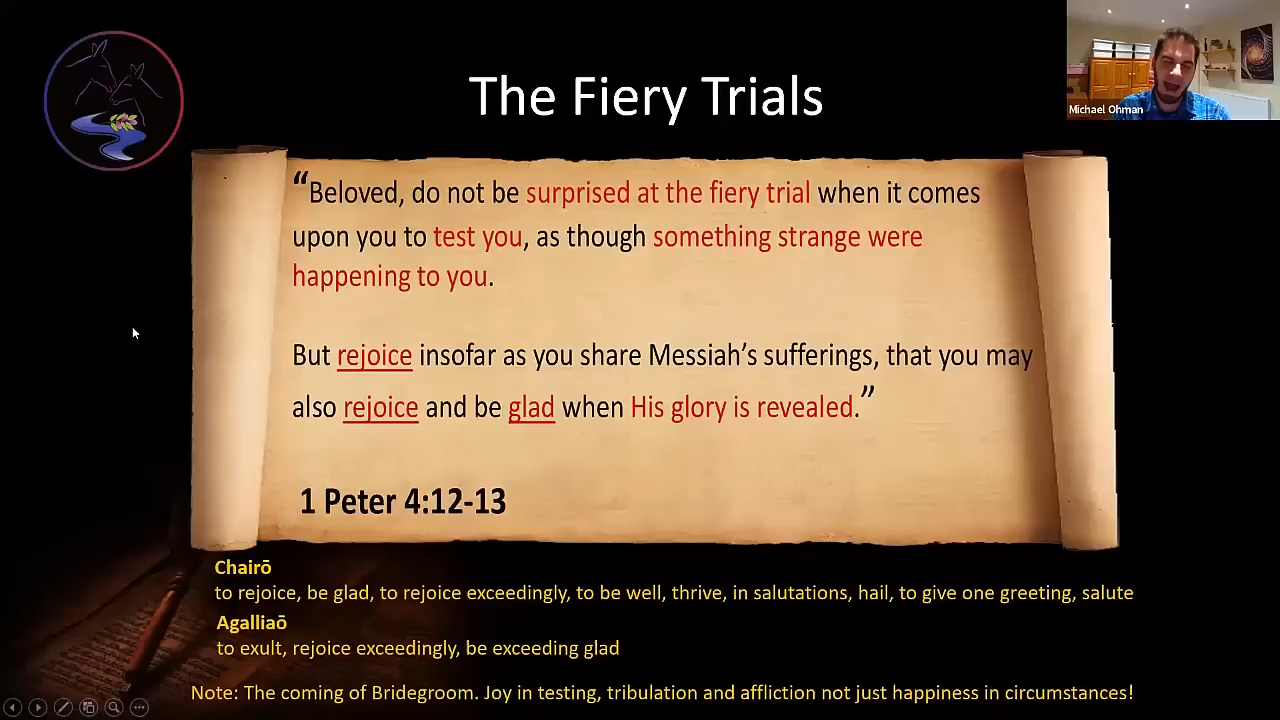 The Fiery Trials
Michael Ohman
“Beloved, do not be surprised at the fiery trial when it comes
upon you to test you, as though something strange were
happening to you.
But rejoice insofar as you share Messiah’s sufferings, that you may
also rejoice and be glad when His glory is revealed.”
1 Peter 4:12-13
Chairō
to rejoice, be glad, to rejoice exceedingly, to be well, thrive, in salutations, hail, to give one greeting, salute
Agalliaō
to exult, rejoice exceedingly, be exceeding glad
Note: The coming of Bridegroom. Joy in testing, tribulation and affliction not just happiness in circumstances!